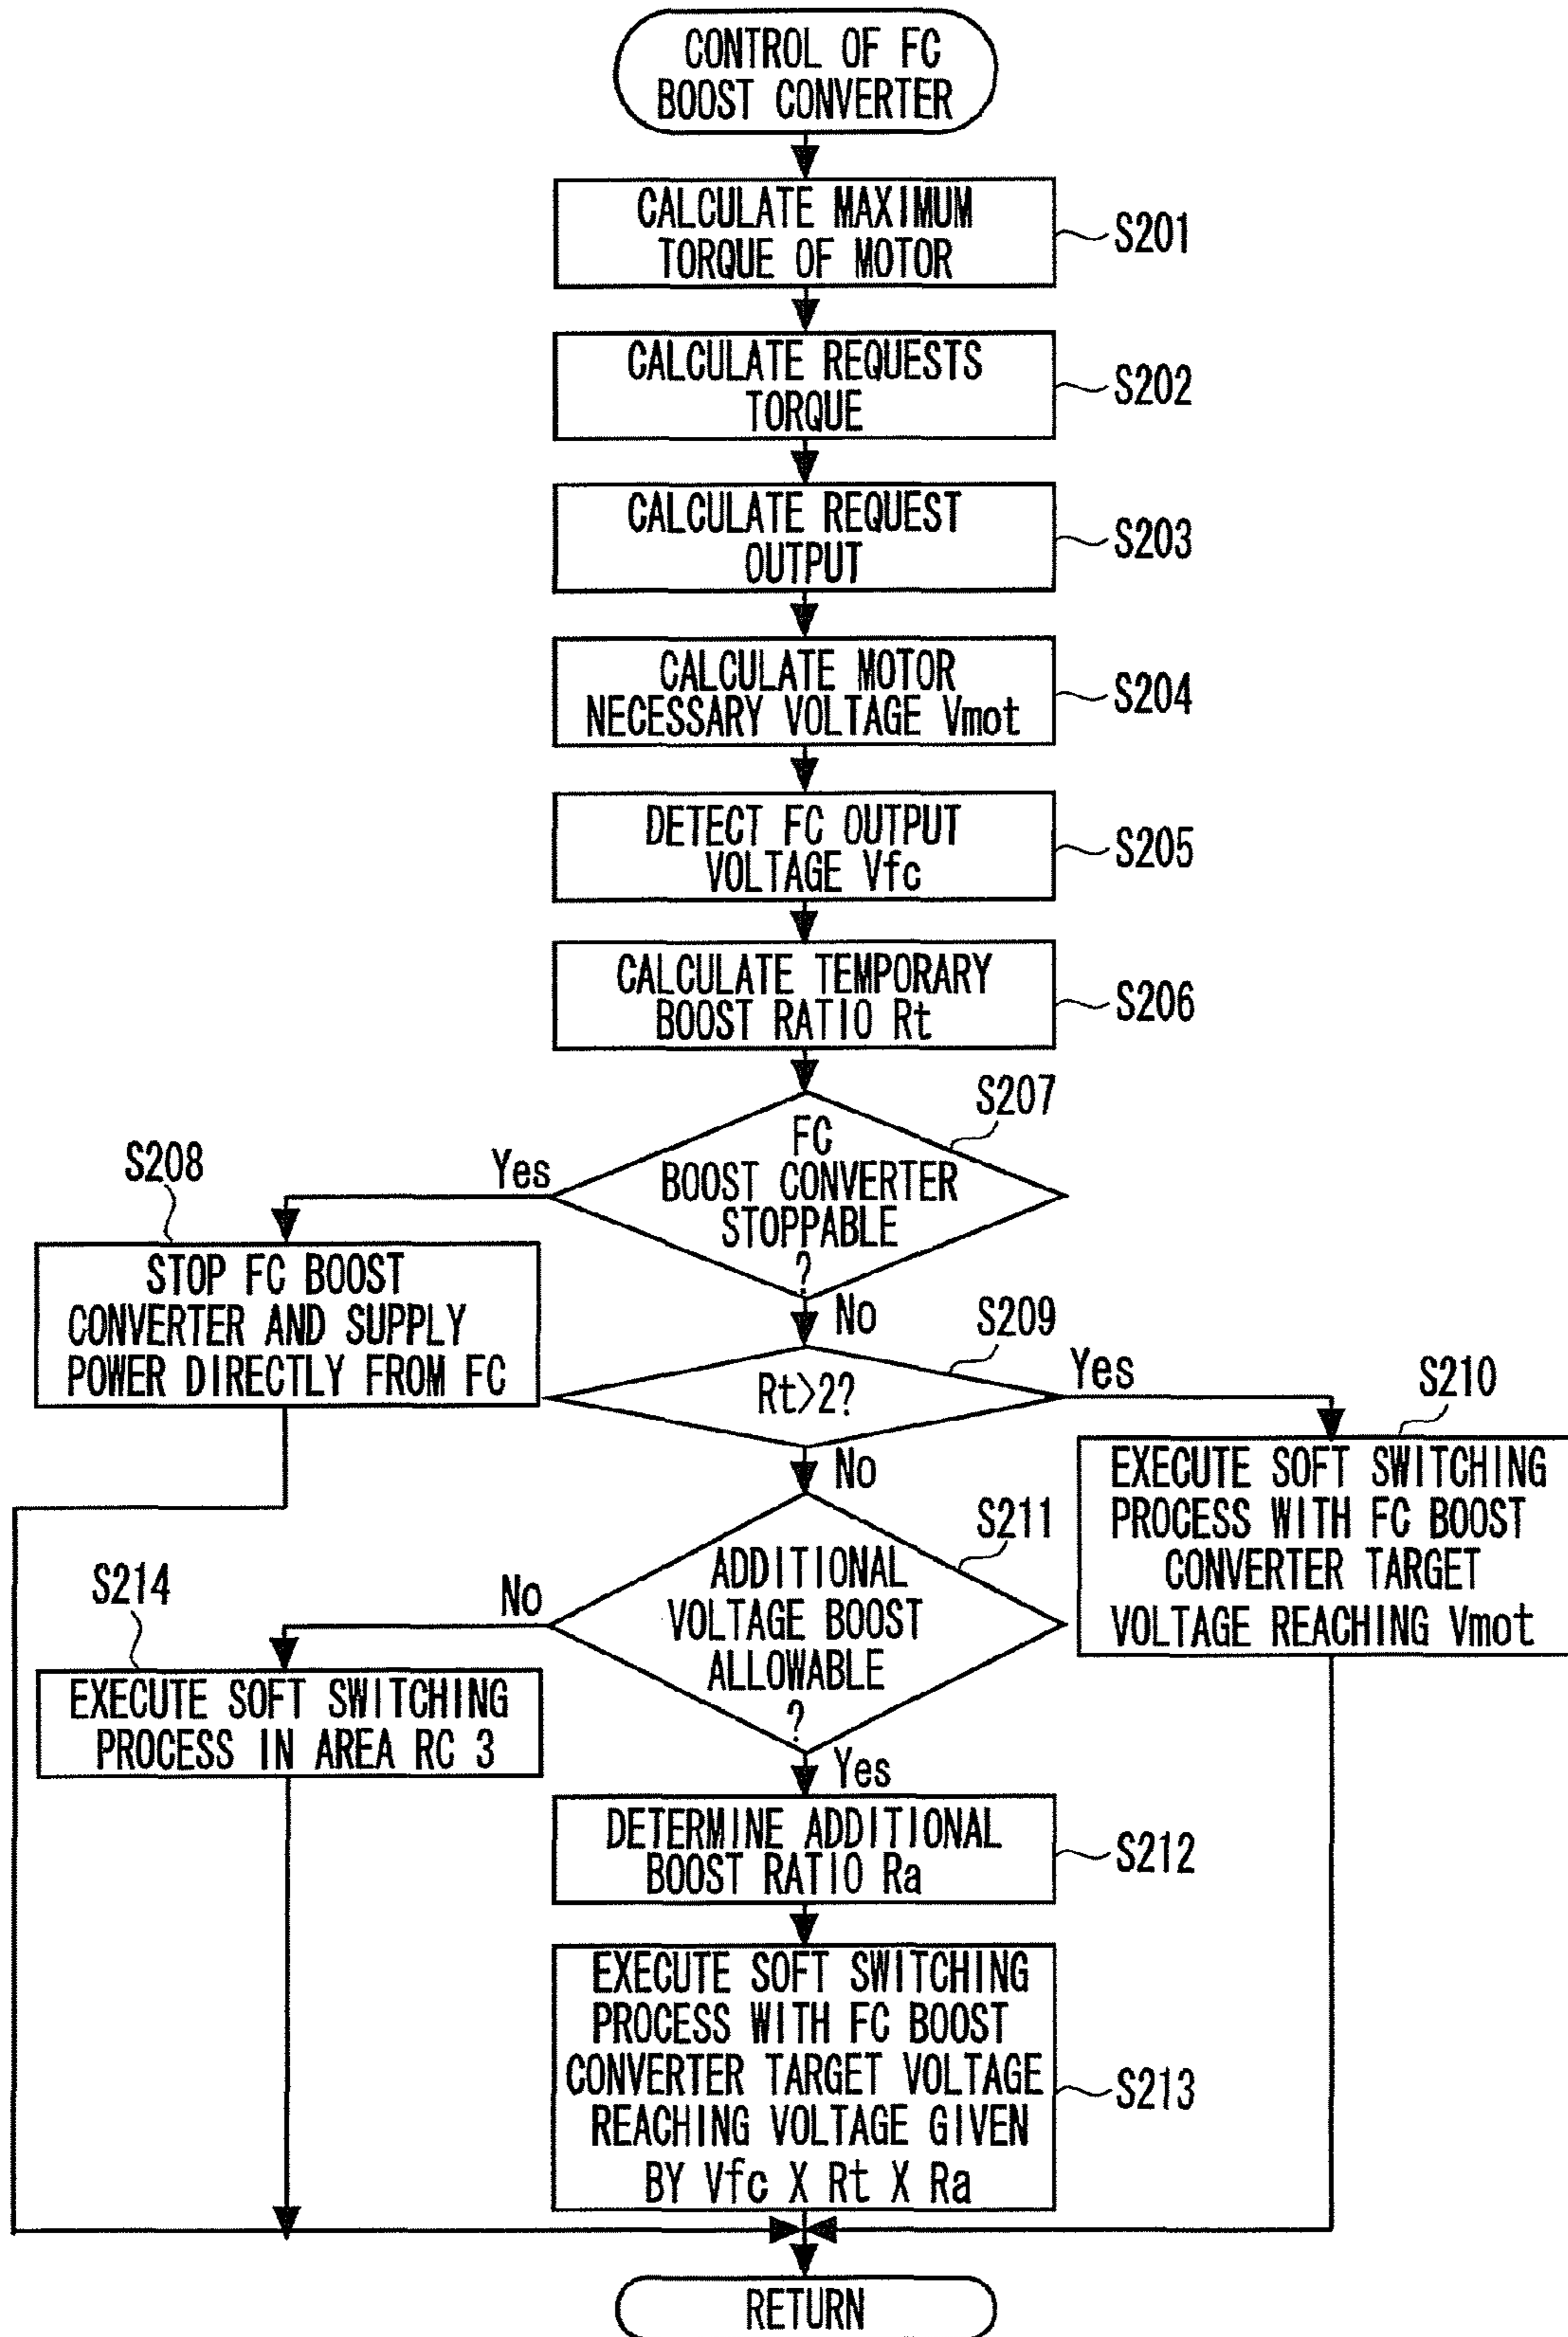 CONTROL OF FC
BOOST CONVERTER
CALCULATE MAXIMUM
TORQUE OF MOTOR
S201
CALCULATE REQUESTS
TORQUE
S202
CALCULATE REQUEST
OUTPUT
S203
CALCULATE MOTOR
NECESSARY VOLTAGE Vmot
S204
DETECT FC OUTPUT
VOLTAGE Vfc
S205
CALCULATE TEMPORARY
BOOST RATIO Rt
S206
S207
FC
BOOST CONVERTER
STOPPABLE
?
Yes
No
S208
STOP FC BOOST
CONVERTER AND SUPPLY
POWER DIRECTLY FROM FC
S209
Rt>2?
Yes
No
S210
EXECUTE SOFT SWITCHING
PROCESS WITH FC BOOST
CONVERTER TARGET
VOLTAGE REACHING Vmot
S211
ADDITIONAL
VOLTAGE BOOST
ALLOWABLE
?
No
Yes
S214
EXECUTE SOFT SWITCHING
PROCESS IN AREA RC 3
DETERMINE ADDITIONAL
BOOST RATIO Ra
S212
EXECUTE SOFT SWITCHING
PROCESS WITH FC BOOST
CONVERTER TARGET VOLTAGE
REACHING VOLTAGE GIVEN
BY Vfc X Rt X Ra
S213
RETURN